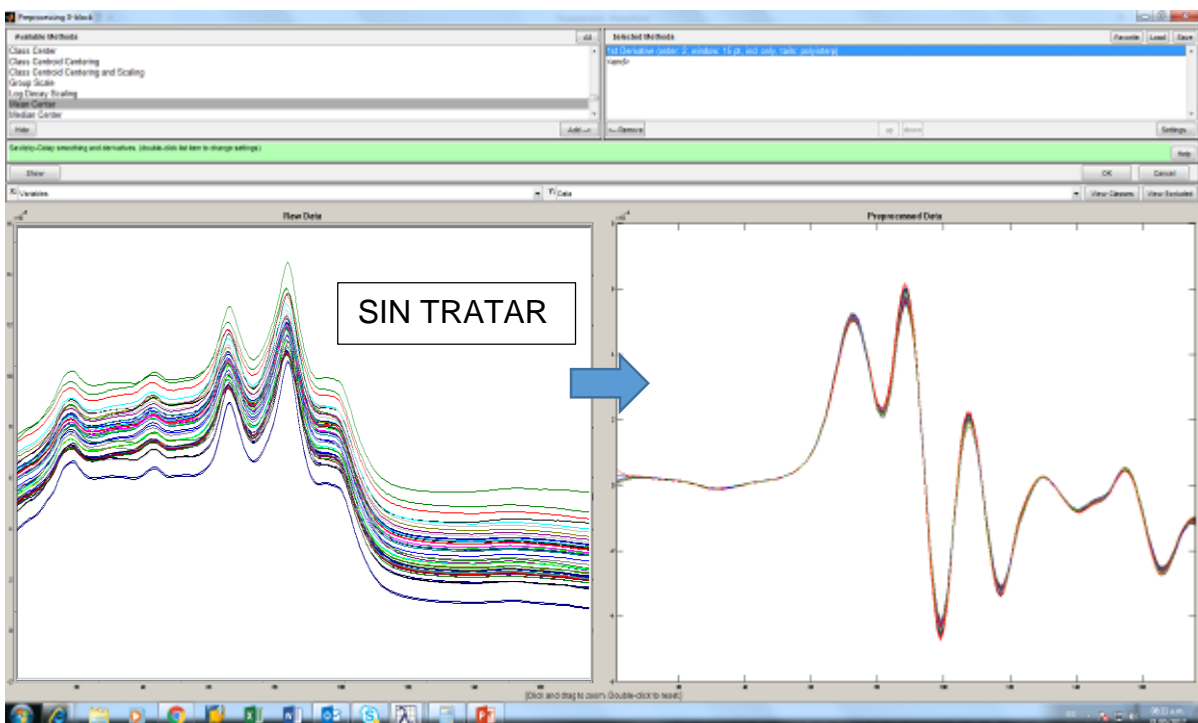 Preprocessing X-block
Available Methods
All
Class Center
Class Centroid Centering
Class Centroid Centering and Scaling
Group Scale
Log Decay Scaling
Mean Center
Median Center
Hide
Add -->
Selected Methods
Favorite
Load
Save
1st Derivative (order: 2, window: 15 pt, incl only, tails: polyinterp)
<end>
<-- Remove
up
down
Settings...
Savitzky-Golay smoothing and derivatives. (double-click list item to change settings)
Help
Show
OK
Cancel
X: Variables
Y: Data
View Classes
View Excluded
Raw Data
Preprocessed Data
SIN TRATAR
(Click and drag to zoom. Double-click to reset)